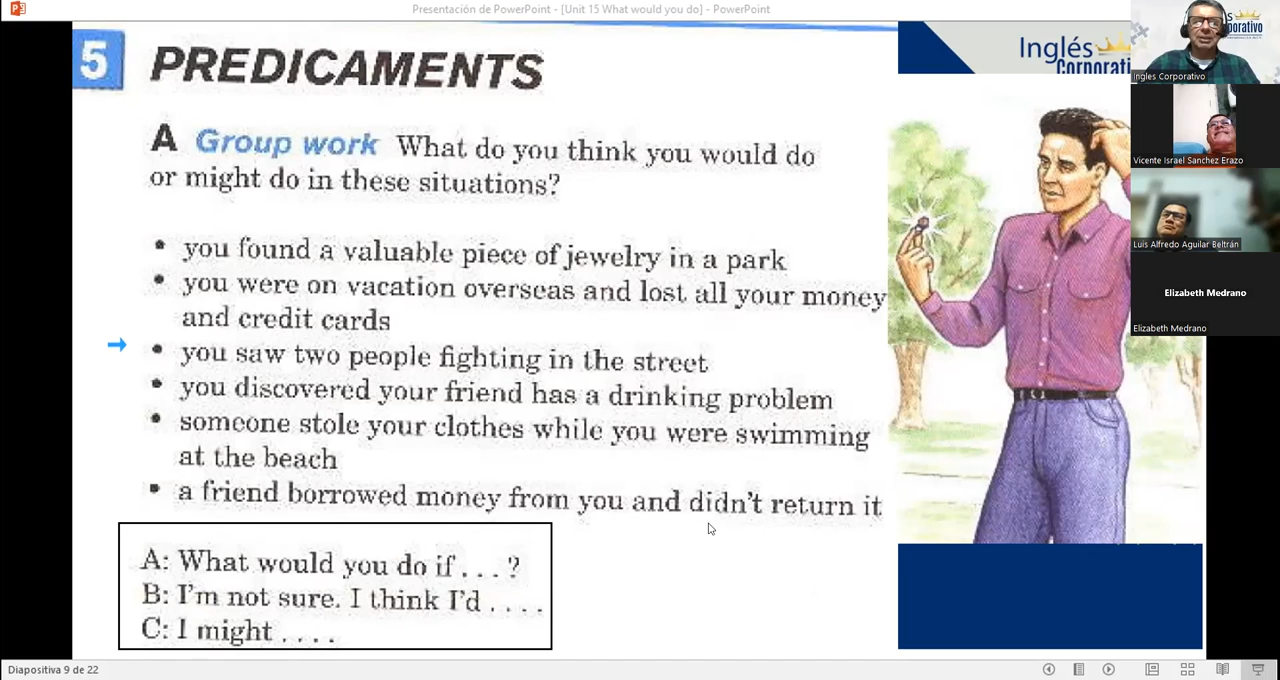 Presentación de PowerPoint - [Unit 15 What would you do] - PowerPoint
5 PREDICAMENTS
Inglés
Corporati
s
porativo
Ingles Corporativo
A Group work What do you think you would do
or might do in these situations?
Vicente Israel Sanchez Erazo
Luis Alfredo Aguilar Beltrán
• you found a valuable piece of jewelry in a park
• you were on vacation overseas and lost all your money
and credit cards
Elizabeth Medrano
Elizabeth Medrano
• you saw two people fighting in the street
• you discovered your friend has a drinking problem
• someone stole your clothes while you were swimming
at the beach
• a friend borrowed money from you and didn't return it
A: What would you do if . . . ?
B: I'm not sure. I think I'd . . . .
C: I might . . . .
Diapositiva 9 de 22